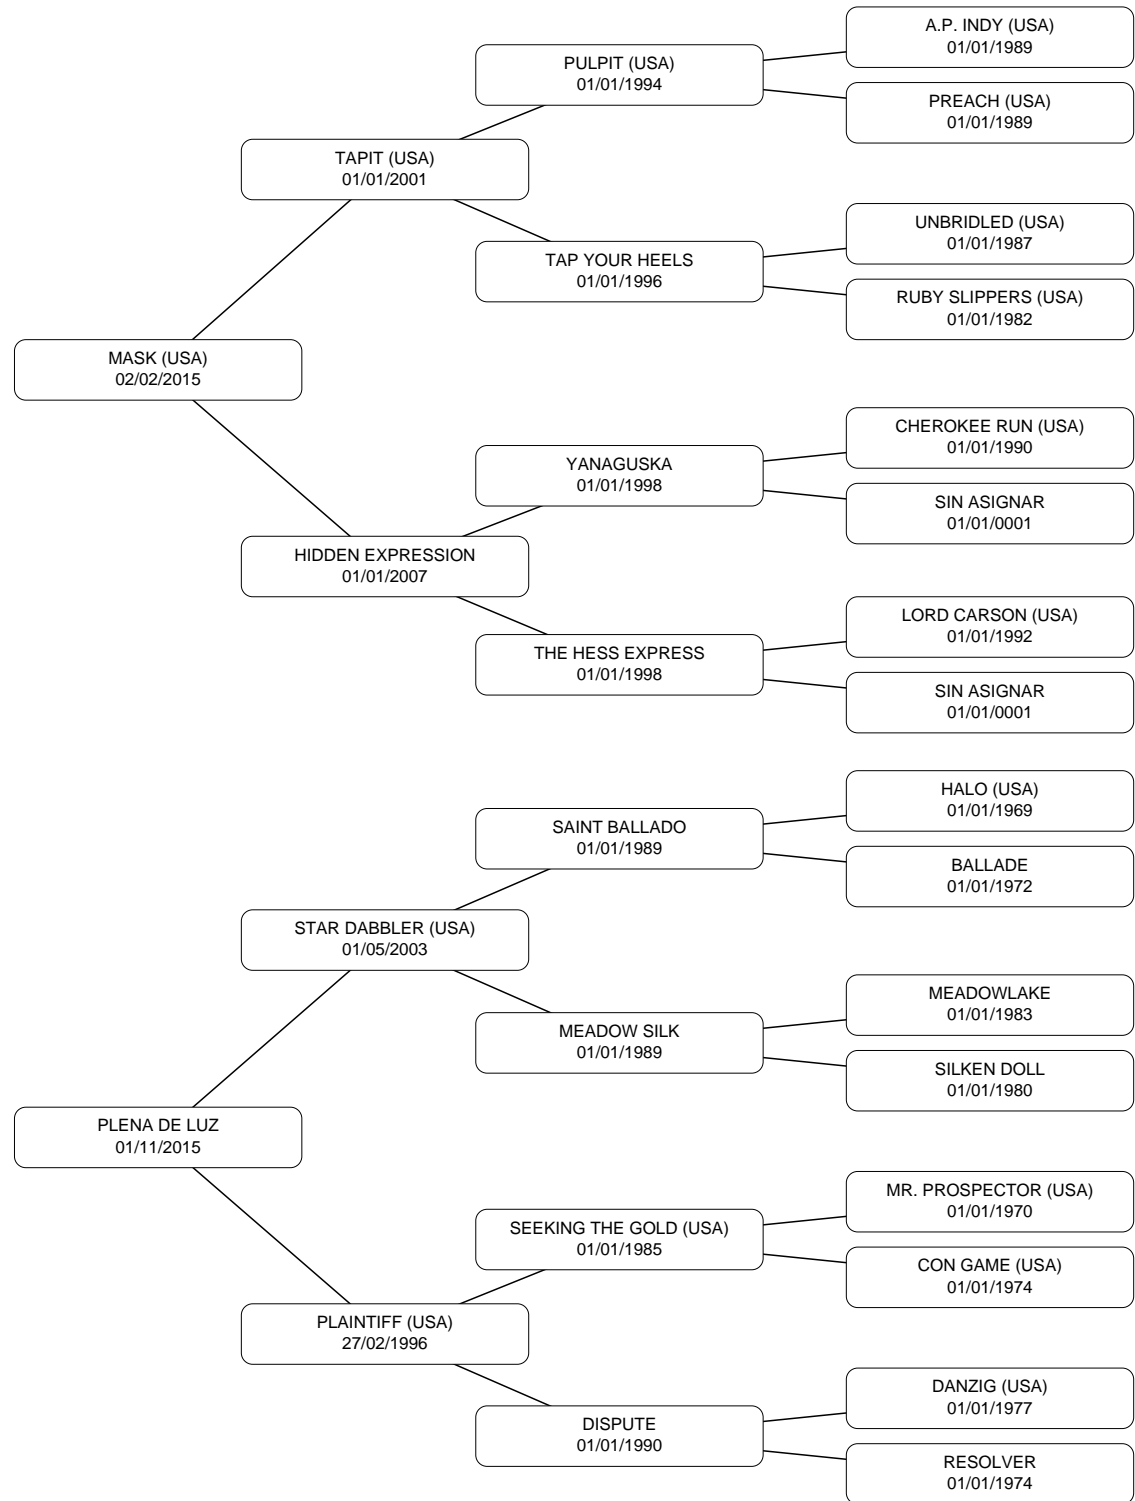 A.P. INDY (USA)
01/01/1989
PULPIT (USA)
01/01/1994
PREACH (USA)
01/01/1989
TAPIT (USA)
01/01/2001
UNBRIDLED (USA)
01/01/1987
TAP YOUR HEELS
01/01/1996
RUBY SLIPPERS (USA)
01/01/1982
MASK (USA)
02/02/2015
CHEROKEE RUN (USA)
01/01/1990
YANAGUSKA
01/01/1998
SIN ASIGNAR
01/01/0001
HIDDEN EXPRESSION
01/01/2007
LORD CARSON (USA)
01/01/1992
THE HESS EXPRESS
01/01/1998
SIN ASIGNAR
01/01/0001
HALO (USA)
01/01/1969
SAINT BALLADO
01/01/1989
BALLADE
01/01/1972
STAR DABBLER (USA)
01/05/2003
MEADOWLAKE
01/01/1983
MEADOW SILK
01/01/1989
SILKEN DOLL
01/01/1980
PLENA DE LUZ
01/11/2015
MR. PROSPECTOR (USA)
01/01/1970
SEEKING THE GOLD (USA)
01/01/1985
CON GAME (USA)
01/01/1974
PLAINTIFF (USA)
27/02/1996
DANZIG (USA)
01/01/1977
DISPUTE
01/01/1990
RESOLVER
01/01/1974